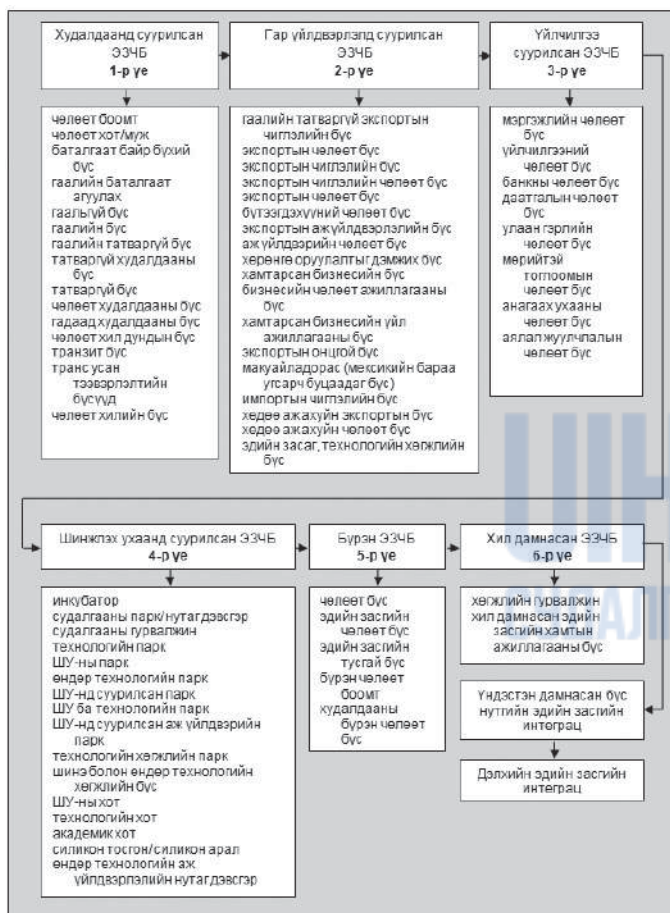 Худалдаанд суурилсан
ЭЗЧБ
1-р үе
Гар үйлдвэрлэлд суурилсан
ЭЗЧБ
2-р үе
Үйлчилгээ
суурилсан ЭЗЧБ
3-р үе
чөлөөт боомт
чөлөөт хот/муж
баталгаат байр бүхий
бүс
гаалийн баталгаат
агуулах
гаальгүй бүс
гаалийн бүс
гаалийн татваргүй бүс
татваргүй худалдааны
бүс
татваргүй бүс
чөлөөт худалдааны бүс
гадаад худалдааны бүс
чөлөөт хил дундын бүс
транзит бүс
транс усан
тээвэрлэлтийн
бүсүүд
чөлөөт хилийн бүс
гаалийн татваргүй экспортын
чиглэлийн бүс
экспортын чөлөөт бүс
экспортын чиглэлийн бүс
экспортын чиглэлийн чөлөөт бүс
экспортын чөлөөт бүс
бүтээгдэхүүний чөлөөт бүс
экспортын аж үйлдвэрлэлийн бүс
аж үйлдвэрийн чөлөөт бүс
хөрөнгө оруулалтыг дэмжих бүс
хамтарсан бизнесийн бүс
бизнесийн чөлөөт ажиллагааны
бүс
хамтарсан бизнесийн үйл
ажиллагааны бүс
экспортын онцгой бүс
макуайладорас (мексикийн бараа
угсарч буцаадаг бүс)
импортын чиглэлийн бүс
хөдөө ажахуйн экспортын бүс
хөдөө ажахуйн чөлөөт бүс
эдийн засаг, технологийн хөгжлийн
бүс
мэргэжлийн чөлөөт
бүс
үйлчилгээний
чөлөөт бүс
банкны чөлөөт бүс
даатгалын чөлөөт
бүс
улаан гэрлийн
чөлөөт бүс
мөрийтэй
тоглоомын
чөлөөт бүс
анагаах ухааны
чөлөөт бүс
аялал жуулчлалын
чөлөөт бүс
Шинжлэх ухаанд суурилсан ЭЗЧБ
4-р үе
Бүрэн ЭЗЧБ
5-р үе
Хил дамнасан ЭЗЧБ
6-р үе
инкубатор
судалгааны парк/нутаг дэвсгэр
судалгааны гурвалжин
технологийн парк
ШУ-ны парк
өндөр технологийн парк
ШУ-нд суурилсан парк
ШУ ба технологийн парк
ШУ-нд суурилсан аж үйлдвэрийн
парк
технологийн хөгжлийн парк
шинэ болон өндөр технологийн
хөгжлийн бүс
ШУ-ны хот
технологийн хот
академик хот
силикон тосгон/силикон арал
өндөр технологийн аж
үйлдвэрлэлийн нутаг дэвсгэр
чөлөөт бүс
эдийн засгийн
чөлөөт бүс
эдийн засгийн
тусгай бүс
бүрэн чөлөөт
боомт
худалдааны
бүрэн чөлөөт
бүс
хөгжлийн гурвалжин
хил дамнасан эдийн
засгийн хамтын
ажиллагааны бүс
Үндэстэн дамнасан бүс
нутгийн эдийн засгийн
интеграц
Дэлхийн эдийн засгийн
интеграц